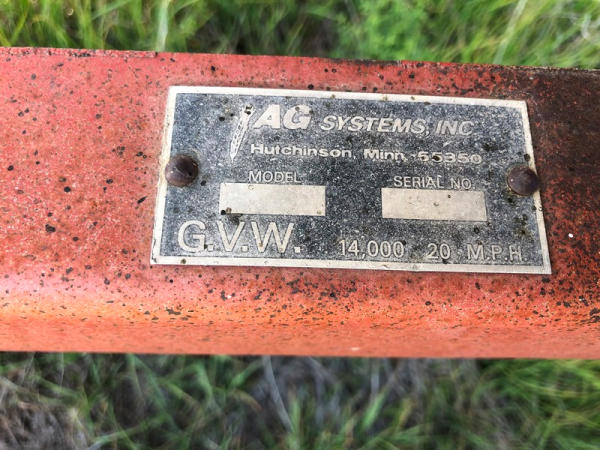 AG SYSTEMS, INC
Hutchinson, Minn. 55350
MODEL SERIAL NO.
G.V.W. 14,000 20 M.P.H.